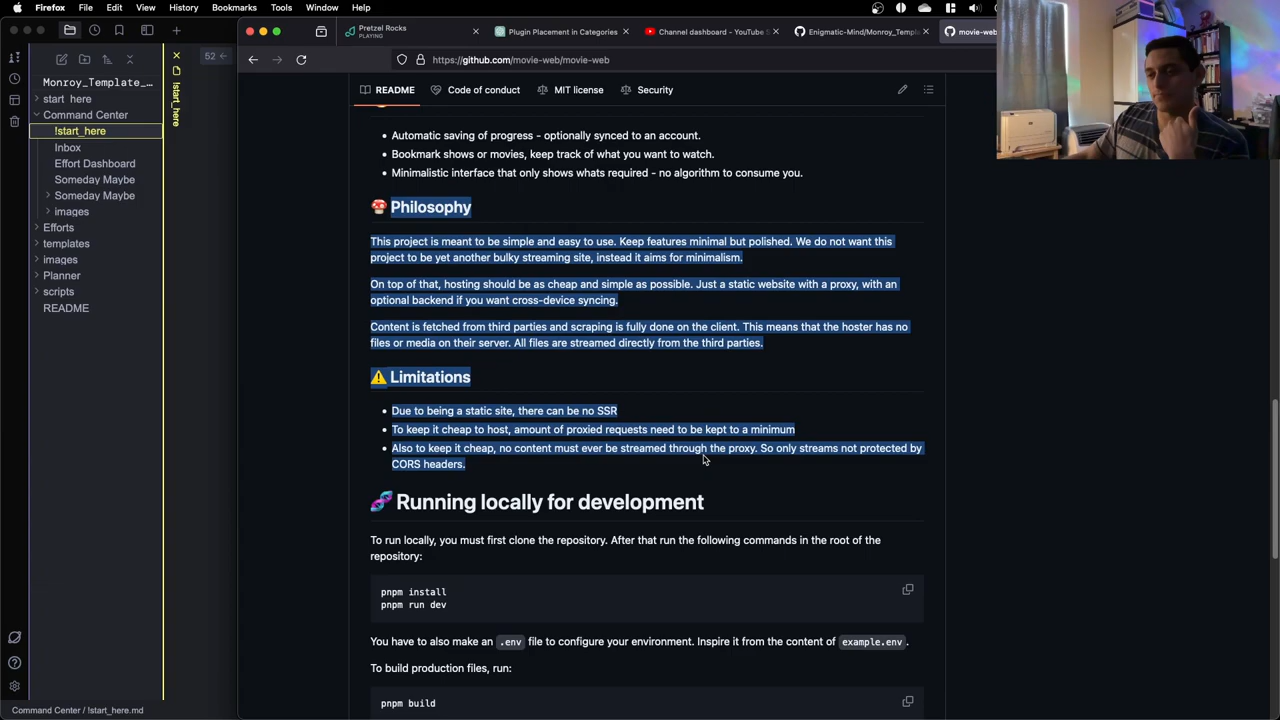 Firefox File Edit View History Bookmarks Tools Window Help
Pretzel Rocks
PLAYING
Plugin Placement in Categories
Channel dashboard - YouTube
Enigmatic-Mind/Monroy_Templ
movie-web
https://github.com/movie-web/movie-web
52
Monroy_Template_...
start here
Command Center
!start_here
Inbox
Effort Dashboard
Someday Maybe
Someday Maybe
images
Efforts
templates
images
Planner
scripts
README
!start_here
README Code of conduct MIT license Security
Automatic saving of progress - optionally synced to an account.
Bookmark shows or movies, keep track of what you want to watch.
Minimalistic interface that only shows whats required - no algorithm to consume you.
🍄 Philosophy
This project is meant to be simple and easy to use. Keep features minimal but polished. We do not want this
project to be yet another bulky streaming site, instead it aims for minimalism.
On top of that, hosting should be as cheap and simple as possible. Just a static website with a proxy, with an
optional backend if you want cross-device syncing.
Content is fetched from third parties and scraping is fully done on the client. This means that the hoster has no
files or media on their server. All files are streamed directly from the third parties.
⚠️ Limitations
Due to being a static site, there can be no SSR
To keep it cheap to host, amount of proxied requests need to be kept to a minimum
Also to keep it cheap, no content must ever be streamed through the proxy. So only streams not protected by
CORS headers.
🧬 Running locally for development
To run locally, you must first clone the repository. After that run the following commands in the root of the
repository:
pnpm install
pnpm run dev
You have to also make an .env file to configure your environment. Inspire it from the content of example.env.
To build production files, run:
pnpm build
Command Center / !start_here.md